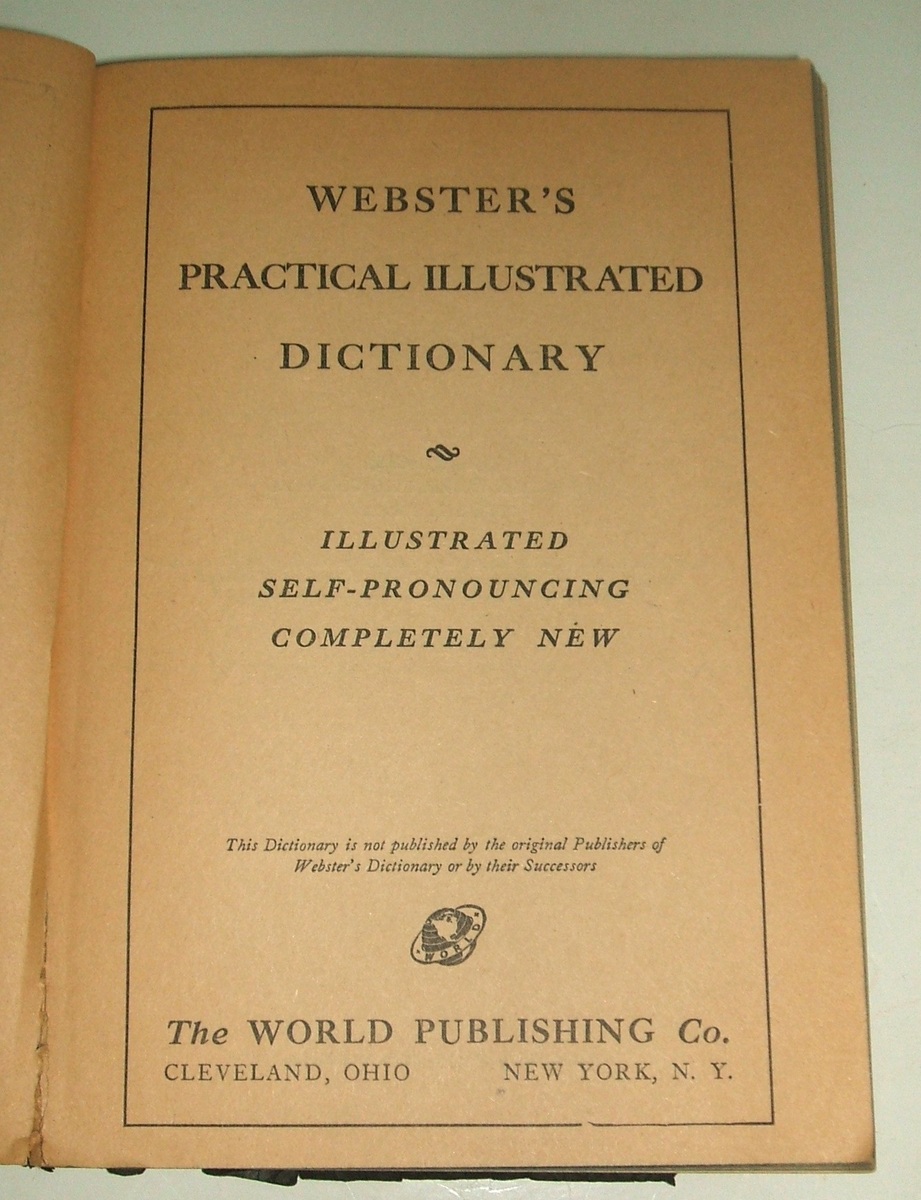 WEBSTER'S
PRACTICAL ILLUSTRATED
DICTIONARY
ILLUSTRATED
SELF-PRONOUNCING
COMPLETELY NEW
This Dictionary is not published by the original Publishers of
Webster's Dictionary or by their Successors
WORLD
The WORLD PUBLISHING Co.
CLEVELAND, OHIO NEW YORK, N. Y.